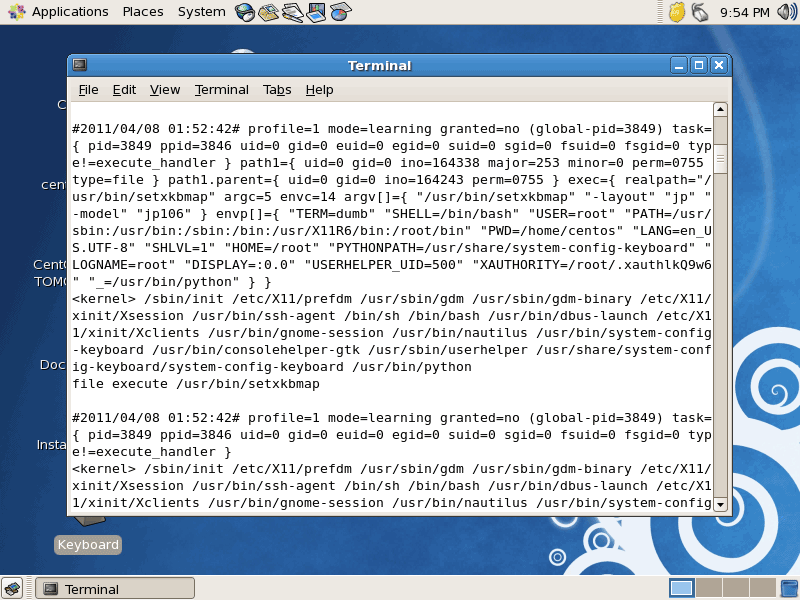 Applications Places System 9:54 PM
Terminal
File Edit View Terminal Tabs Help
#2011/04/08 01:52:42# profile=1 mode=learning granted=no (global-pid=3849) task=
{ pid=3849 ppid=3846 uid=0 gid=0 euid=0 egid=0 suid=0 sgid=0 fsuid=0 fsgid=0 typ
e!=execute_handler } path1={ uid=0 gid=0 ino=164338 major=253 minor=0 perm=0755
type=file } path1.parent={ uid=0 gid=0 ino=164243 perm=0755 } exec={ realpath="/
usr/bin/setxkbmap" argc=5 envc=14 argv[]={ "/usr/bin/setxkbmap" "-layout" "jp" "
-model" "jp106" } envp[]={ "TERM=dumb" "SHELL=/bin/bash" "USER=root" "PATH=/usr/
sbin:/usr/bin:/sbin:/bin:/usr/X11R6/bin:/root/bin" "PWD=/home/centos" "LANG=en_U
S.UTF-8" "SHLVL=1" "HOME=/root" "PYTHONPATH=/usr/share/system-config-keyboard" "
LOGNAME=root" "DISPLAY=:0.0" "USERHELPER_UID=500" "XAUTHORITY=/root/.xauthlkQ9w6
" "_=/usr/bin/python" } }
<kernel> /sbin/init /etc/X11/prefdm /usr/sbin/gdm /usr/sbin/gdm-binary /etc/X11/
xinit/Xsession /usr/bin/ssh-agent /bin/sh /bin/bash /usr/bin/dbus-launch /etc/X1
1/xinit/Xclients /usr/bin/gnome-session /usr/bin/nautilus /usr/bin/system-config
-keyboard /usr/bin/consolehelper-gtk /usr/sbin/userhelper /usr/share/system-conf
ig-keyboard/system-config-keyboard /usr/bin/python
file execute /usr/bin/setxkbmap
#2011/04/08 01:52:42# profile=1 mode=learning granted=no (global-pid=3849) task=
{ pid=3849 ppid=3846 uid=0 gid=0 euid=0 egid=0 suid=0 sgid=0 fsuid=0 fsgid=0 typ
e!=execute_handler }
<kernel> /sbin/init /etc/X11/prefdm /usr/sbin/gdm /usr/sbin/gdm-binary /etc/X11/
xinit/Xsession /usr/bin/ssh-agent /bin/sh /bin/bash /usr/bin/dbus-launch /etc/X1
1/xinit/Xclients /usr/bin/gnome-session /usr/bin/nautilus /usr/bin/system-config
Keyboard
Terminal